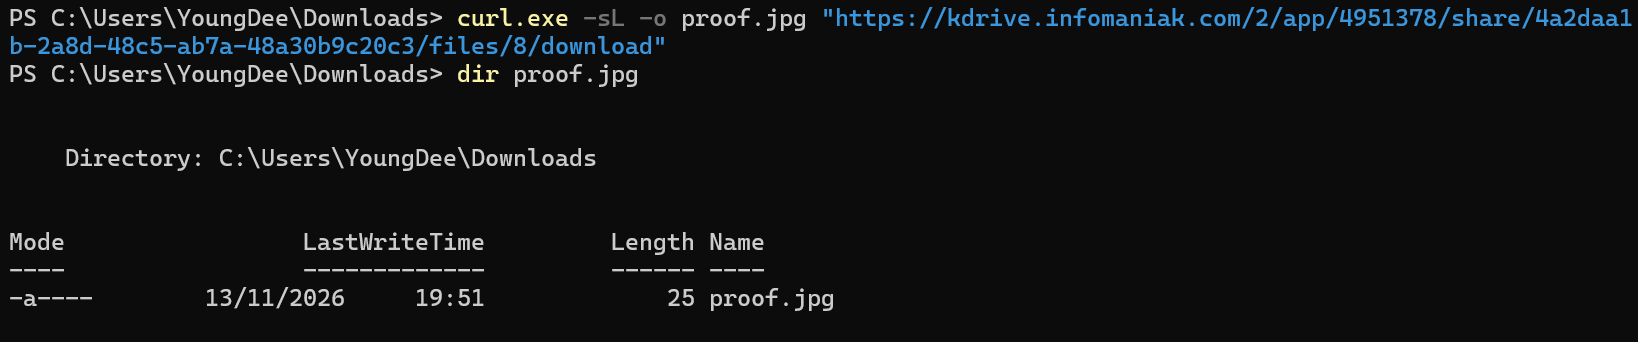 PS C:\Users\YoungDee\Downloads> curl.exe -sL -o proof.jpg "https://kdrive.infomaniak.com/2/app/4951378/share/4a2daa1
b-2a8d-48c5-ab7a-48a30b9c20c3/files/8/download"
PS C:\Users\YoungDee\Downloads> dir proof.jpg
Directory: C:\Users\YoungDee\Downloads
Mode                 LastWriteTime         Length Name
----                 -------------         ------ ----
-a----        13/11/2026     19:51             25 proof.jpg